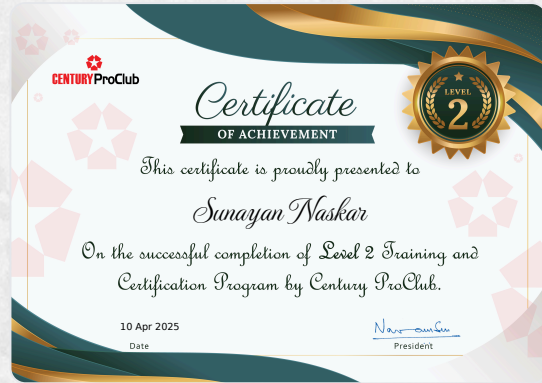 CENTURY ProClub
Certificate
OF ACHIEVEMENT
LEVEL
2
This certificate is proudly presented to
Sunayan Naskar
On the successful completion of Level 2 Training and
Certification Program by Century ProClub.
10 Apr 2025
Date
President